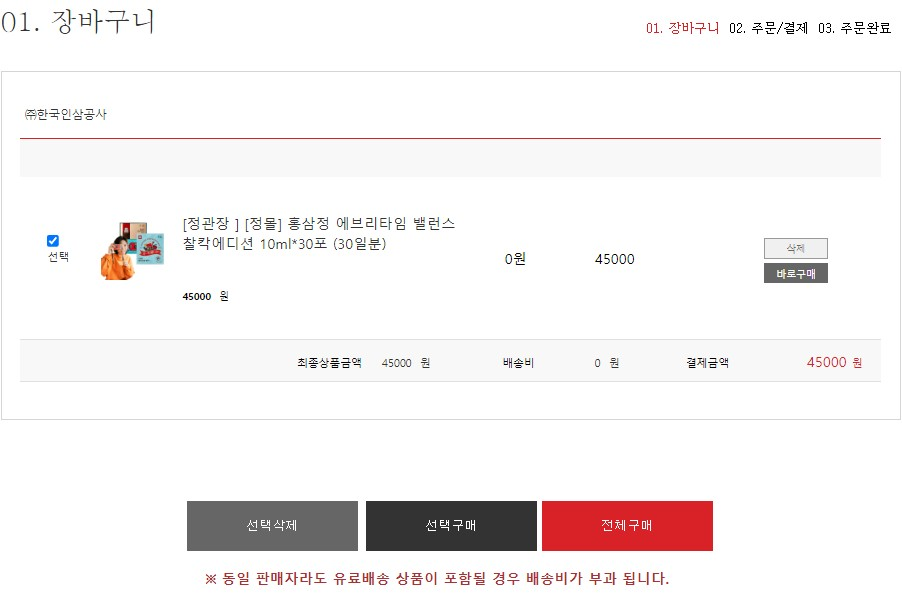 01. 장바구니
01. 장바구니 02. 주문/결제 03. 주문완료
㈜한국인삼공사
선택
[정관장 ] [정몰] 홍삼정 에브리타임 밸런스
찰칵에디션 10ml*30포 (30일분)
45000 원
0원
45000
삭제
바로구매
최종상품금액 45000 원 배송비 0 원 결제금액 45000 원
선택삭제 선택구매 전체구매
※ 동일 판매자라도 유료배송 상품이 포함될 경우 배송비가 부과 됩니다.